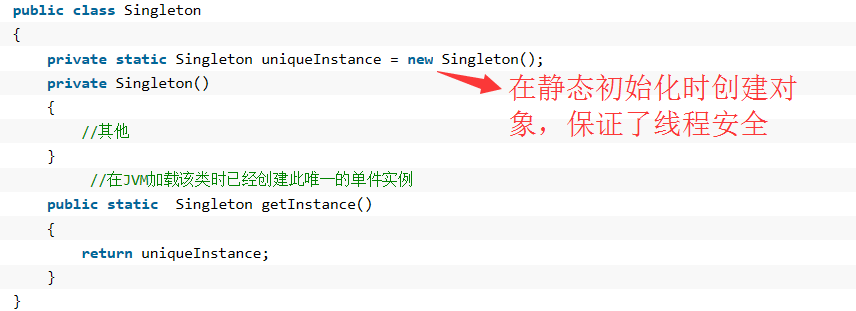 public class Singleton
{
    private static Singleton uniqueInstance = new Singleton();
    private Singleton()
    {
        //其他
    }
         //在JVM加载该类时已经创建此唯一的单件实例
    public static  Singleton getInstance()
    {
        return uniqueInstance;
    }
}
在静态初始化时创建对
象，保证了线程安全